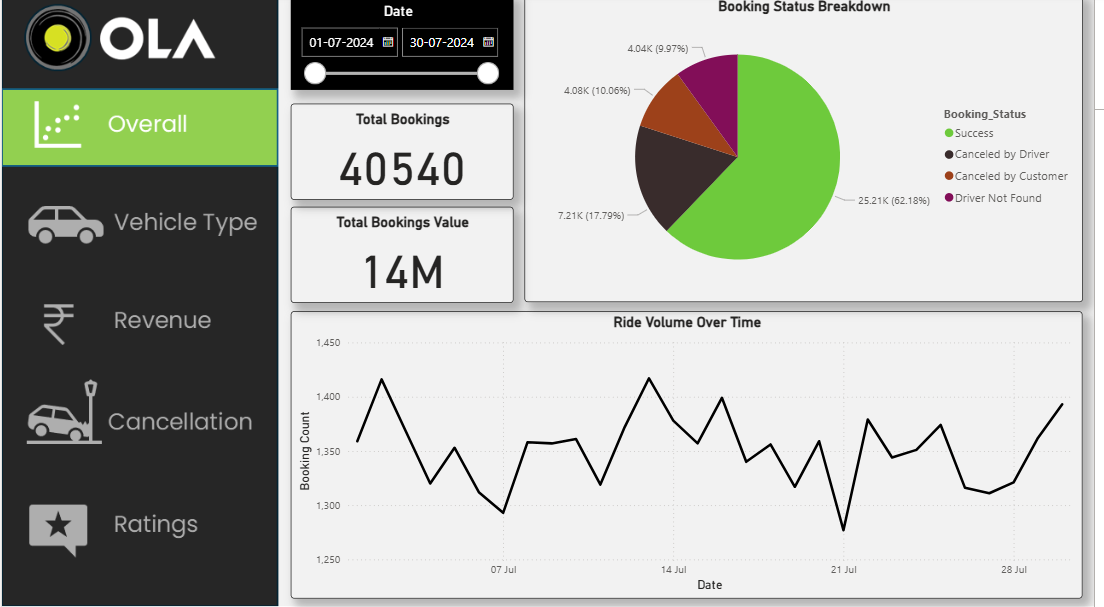 OLA
Overall
Vehicle Type
Revenue
Cancellation
Ratings
Date
01-07-2024
30-07-2024
Total Bookings
40540
Total Bookings Value
14M
Booking Status Breakdown
4.04K (9.97%)
4.08K (10.06%)
7.21K (17.79%)
25.21K (62.18%)
Booking_Status
Success
Canceled by Driver
Canceled by Customer
Driver Not Found
Ride Volume Over Time
Booking Count
1,450
1,400
1,350
1,300
1,250
07 Jul
14 Jul
21 Jul
28 Jul
Date